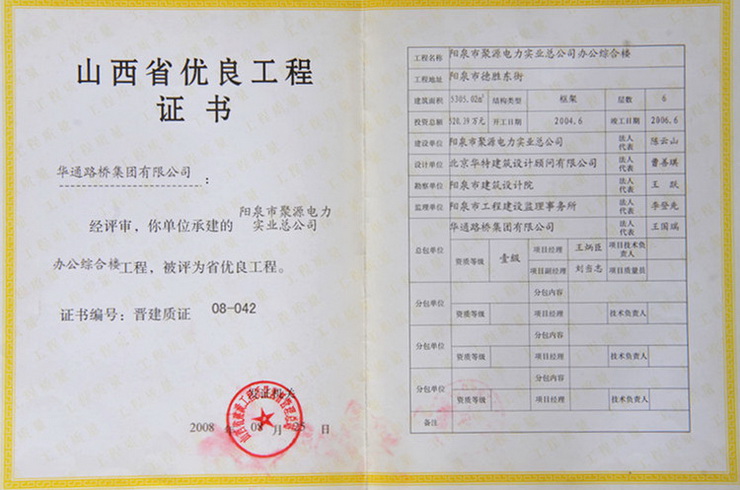 山西省优良工程
证书
华通路桥集团有限公司：
经评审，你单位承建的 阳泉市聚源电力
实业总公司
办公综合楼工程，被评为省优良工程。
证书编号：晋建质证 08-042
2008 年 08 月 25 日
工程名称 阳泉市聚源电力实业总公司办公综合楼
工程地址 阳泉市德胜东街
建筑面积 5305.02m² 结构类型 框架 层数 6
投资总额 520.39万元 开工日期 2004.6 竣工日期 2006.6
建设单位 阳泉市聚源电力实业总公司 法人代表 陈云山
设计单位 北京华特建筑设计顾问有限公司 法人代表 曹善琪
勘察单位 阳泉市建筑设计院 法人代表 王跃
监理单位 阳泉市工程建设监理事务所 法人代表 李登先
总包单位 华通路桥集团有限公司 法人代表 王国瑞
资质等级 壹级 项目经理 王炳臣 项目技术负责人
项目副经理 刘当志 项目质量员
分包单位 分包内容
资质等级 项目经理 技术负责人
分包单位 分包内容
资质等级 项目经理 技术负责人
分包单位 分包内容
资质等级 项目经理 技术负责人
备注